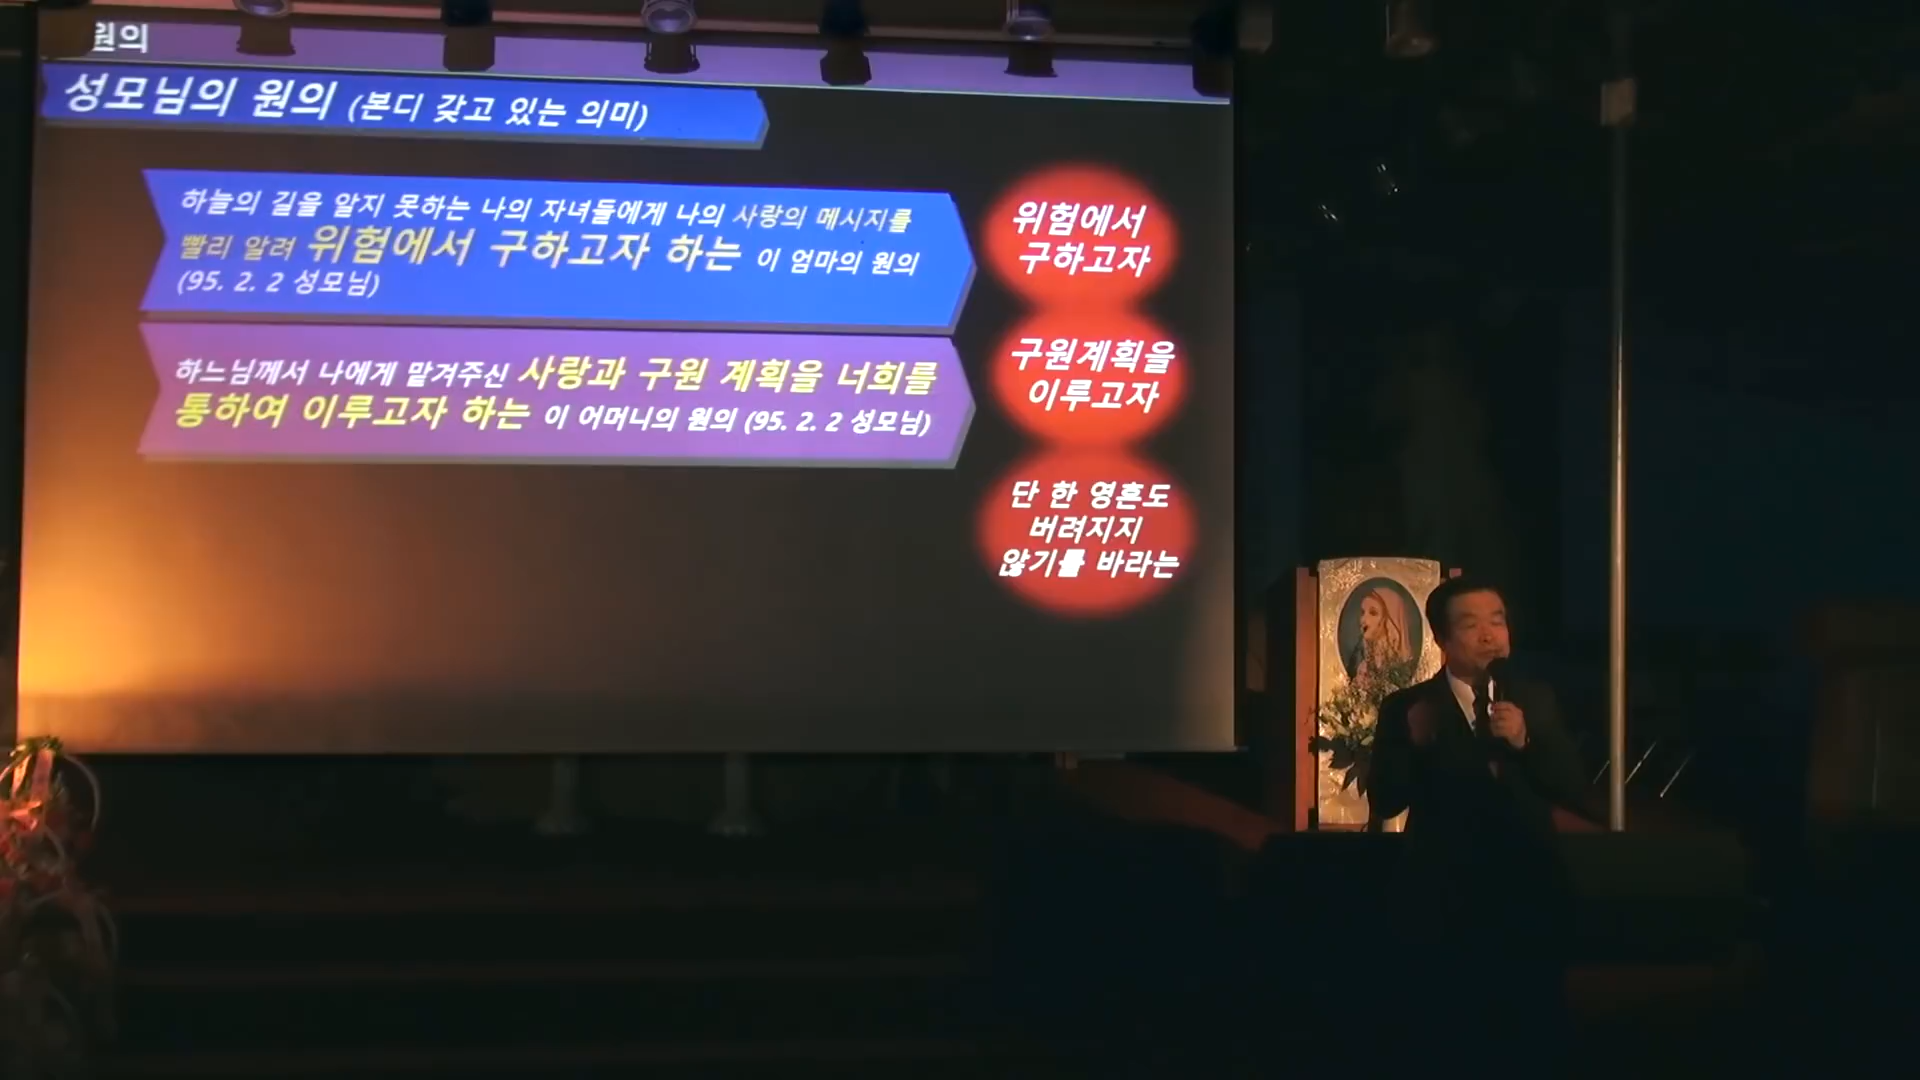 원의
성모님의 원의 (본디 갖고 있는 의미)
하늘의 길을 알지 못하는 나의 자녀들에게 나의 사랑의 메시지를
빨리 알려 위험에서 구하고자 하는 이 엄마의 원의
(95. 2. 2 성모님)
위험에서
구하고자
하느님께서 나에게 맡겨주신 사랑과 구원 계획을 너희를
통하여 이루고자 하는 이 어머니의 원의 (95. 2. 2 성모님)
구원계획을
이루고자
단 한 영혼도
버려지지
않기를 바라는